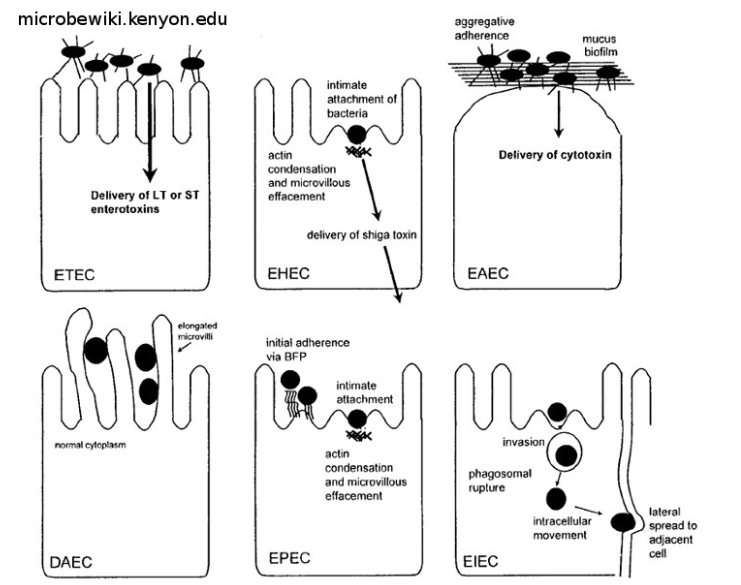 microbewiki.kenyon.edu
Delivery of LT or ST
enterotoxins
ETEC
intimate
attachment of
bacteria
actin
condensation
and microvillous
effacement
delivery of shiga toxin
EHEC
aggregative
adherence
mucus
biofilm
Delivery of cytotoxin
EAEC
elongated
microvilli
normal cytoplasm
DAEC
initial adherence
via BFP
intimate
attachment
actin
condensation
and microvillous
effacement
EPEC
invasion
phagosomal
rupture
intracellular
movement
lateral
spread to
adjacent
cell
EIEC